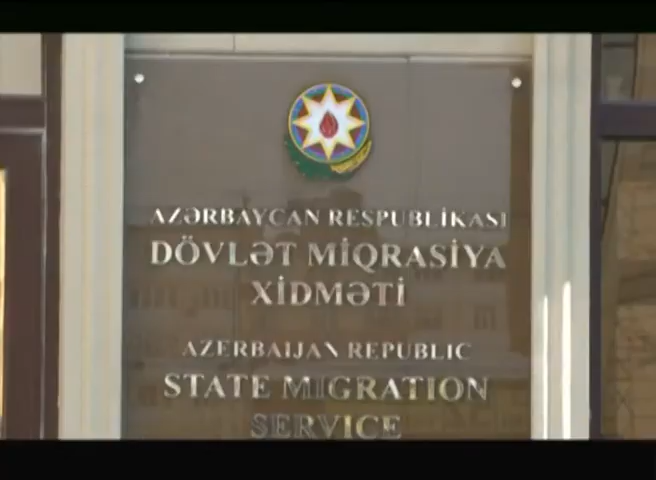 AZƏRBAYCAN RESPUBLİKASI
DÖVLƏT MİQRASİYA
XİDMƏTİ
AZERBAIJAN REPUBLIC
STATE MIGRATION
SERVICE